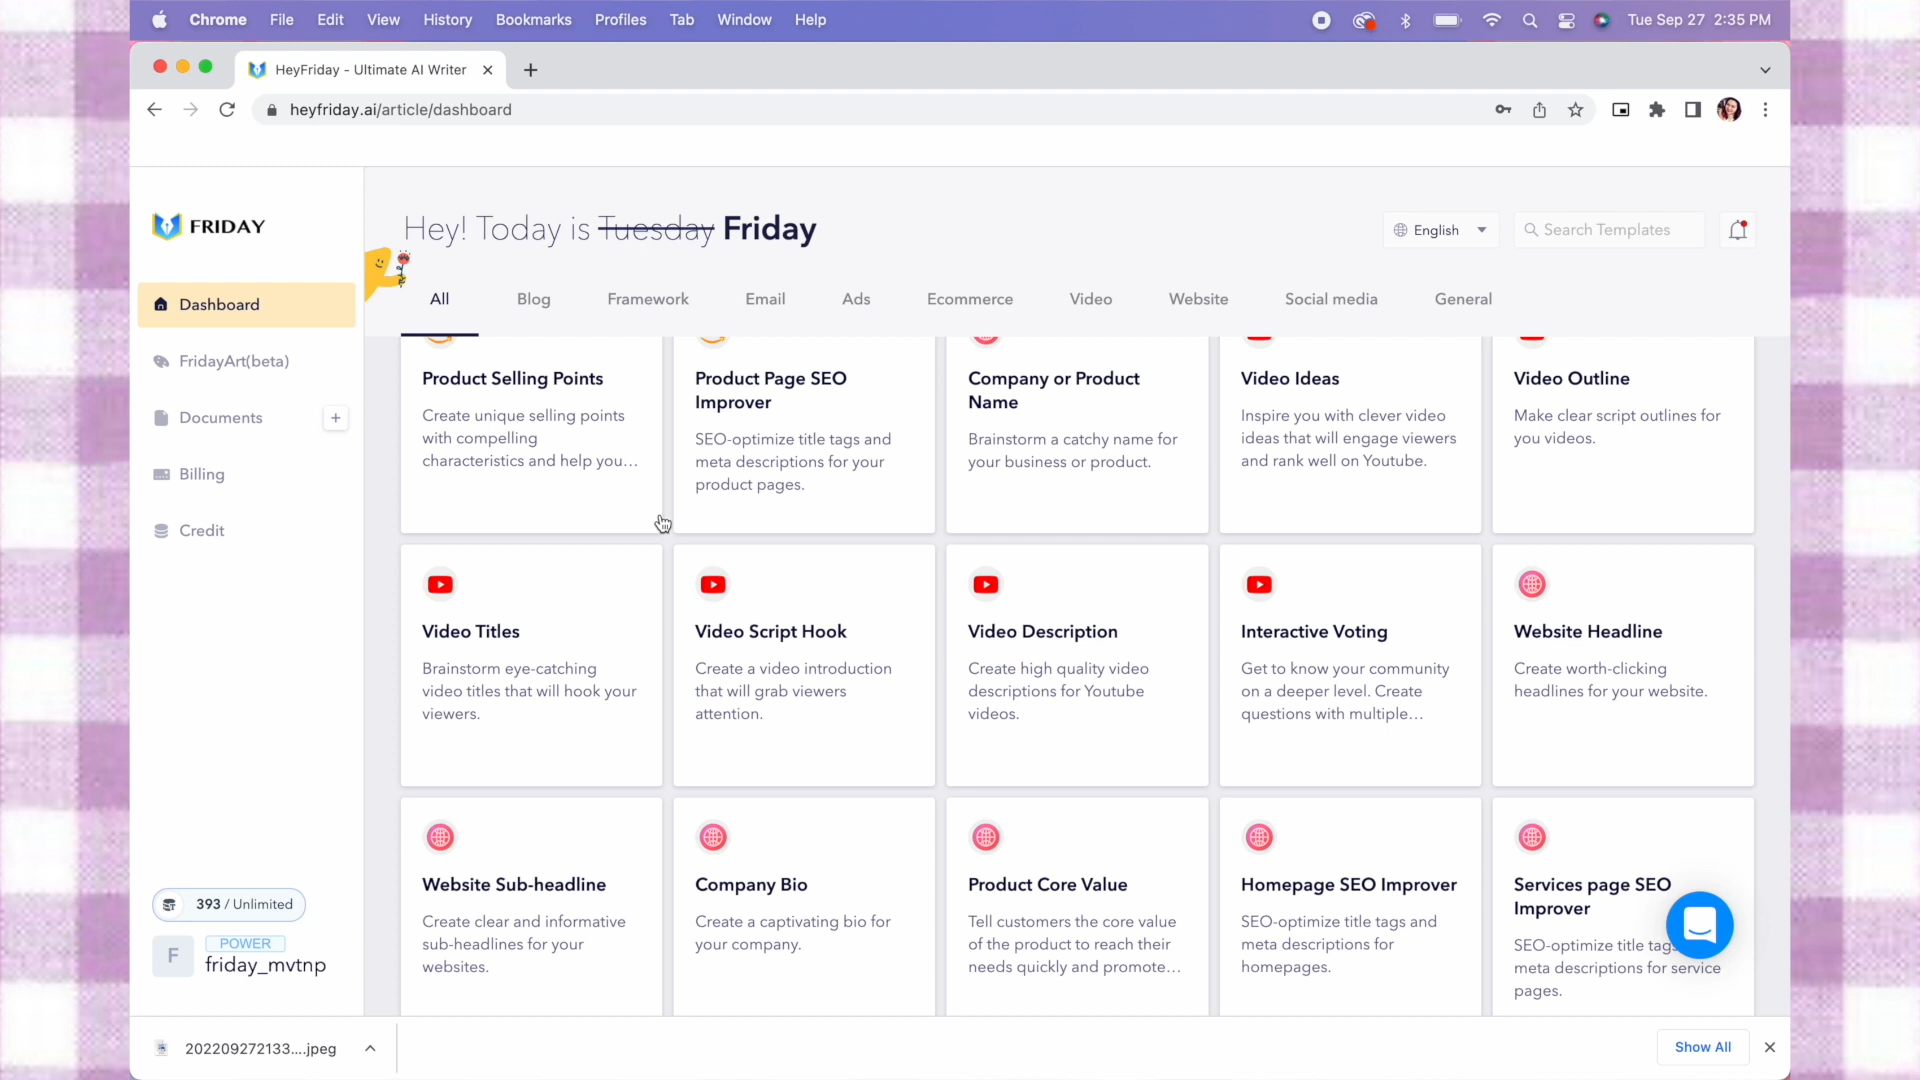 Chrome File Edit View History Bookmarks Profiles Tab Window Help
Tue Sep 27 2:35 PM
HeyFriday - Ultimate AI Writer
heyfriday.ai/article/dashboard
FRIDAY
Hey! Today is Tuesday Friday
English
Search Templates
All Blog Framework Email Ads Ecommerce Video Website Social media General
Dashboard
FridayArt(beta)
Documents
+
Billing
Credit
393 / Unlimited
F
POWER
friday_mvtnp
Product Selling Points
Create unique selling points
with compelling
characteristics and help you...
Product Page SEO
Improver
SEO-optimize title tags and
meta descriptions for your
product pages.
Company or Product
Name
Brainstorm a catchy name for
your business or product.
Video Ideas
Inspire you with clever video
ideas that will engage viewers
and rank well on Youtube.
Video Outline
Make clear script outlines for
you videos.
Video Titles
Brainstorm eye-catching
video titles that will hook your
viewers.
Video Script Hook
Create a video introduction
that will grab viewers
attention.
Video Description
Create high quality video
descriptions for Youtube
videos.
Interactive Voting
Get to know your community
on a deeper level. Create
questions with multiple...
Website Headline
Create worth-clicking
headlines for your website.
Website Sub-headline
Create clear and informative
sub-headlines for your
websites.
Company Bio
Create a captivating bio for
your company.
Product Core Value
Tell customers the core value
of the product to reach their
needs quickly and promote...
Homepage SEO Improver
SEO-optimize title tags and
meta descriptions for
homepages.
Services page SEO
Improver
SEO-optimize title tags
meta descriptions for service
pages.
202209272133....jpeg
Show All